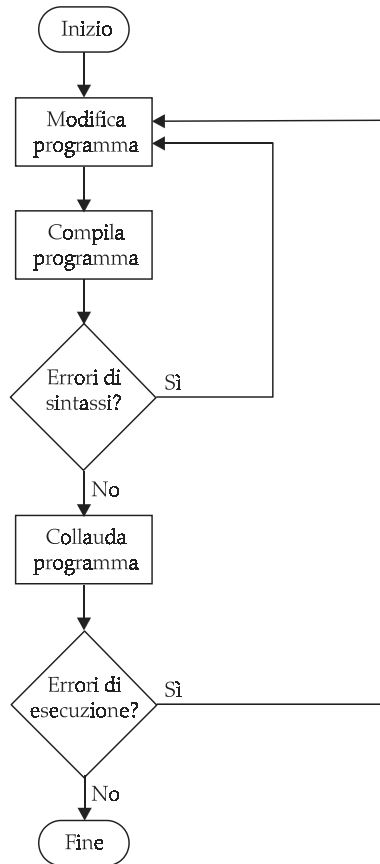 Inizio
Modifica
programma
Compila
programma
Errori di
sintassi?
Sì
No
Collauda
programma
Errori di
esecuzione?
Sì
No
Fine